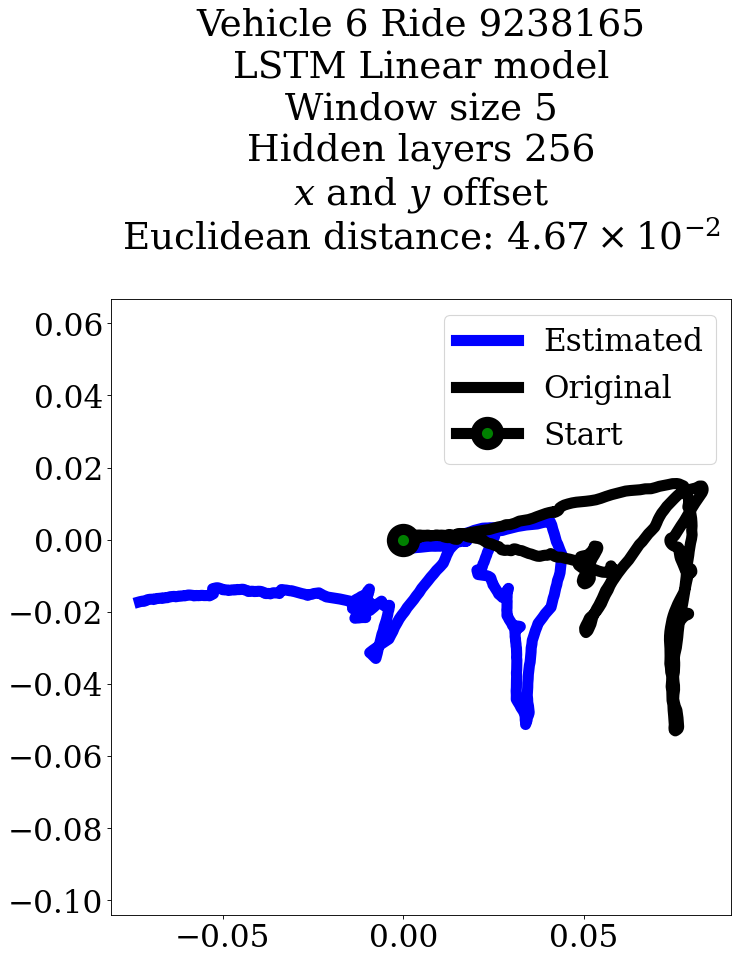 Vehicle 6 Ride 9238165
LSTM Linear model
Window size 5
Hidden layers 256
x and y offset
Euclidean distance: 4.67 × 10⁻²
Estimated
Original
Start
0.06
0.04
0.02
0.00
−0.02
−0.04
−0.06
−0.08
−0.10
−0.05
0.00
0.05